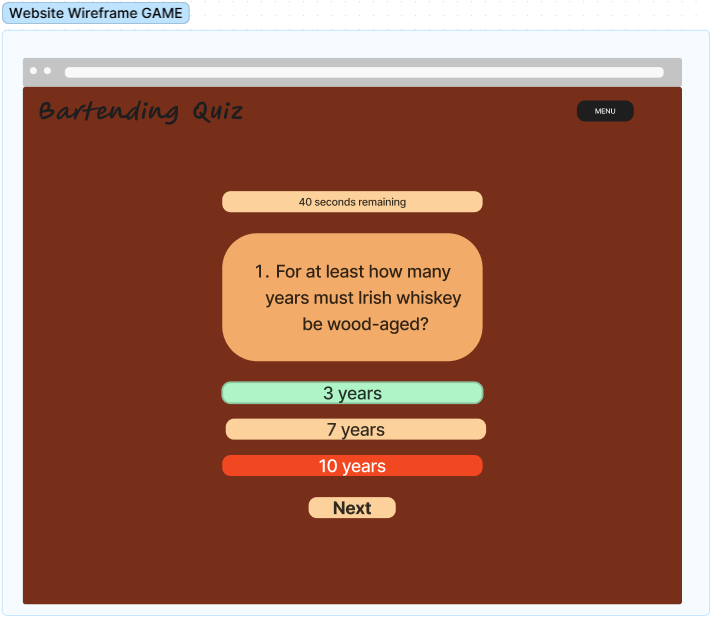 Website Wireframe GAME
Bartending Quiz
MENU
40 seconds remaining
1. For at least how many
years must Irish whiskey
be wood-aged?
3 years
7 years
10 years
Next